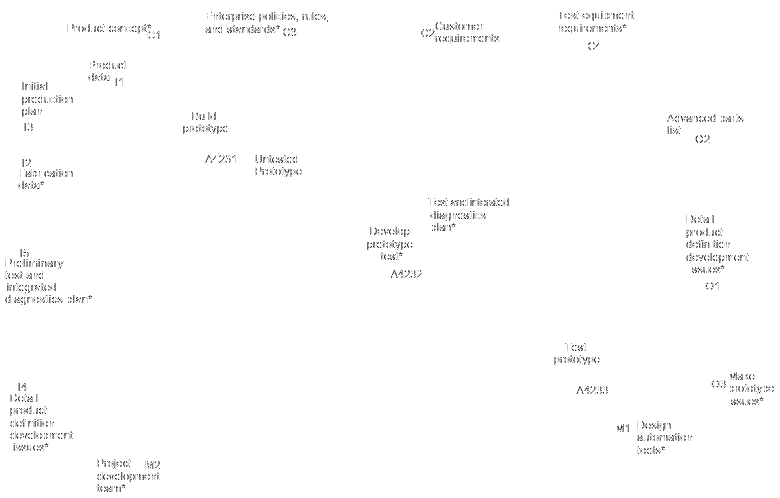 Product concept*
C1
Enterprise policies, rules,
and standards*
C3
C2
Customer
requirements
Test equipment
requirements*
C4
Product
data
I1
Initial
production
plan
I3
Build
prototype
A4231
Untested
Prototype
Advanced parts
list
O2
I2
Fabrication
data*
Test and integrated
diagnostics
plan*
Develop
prototype
test*
A4232
Detail
product
definition
development
issues*
O1
I5
Preliminary
test and
integrated
diagnostics plan*
Test
prototype
A4233
O3
Make
prototype
issues*
I4
Detail
product
definition
development
issues*
M1
Design
automation
tools*
Project
development
team*
M2